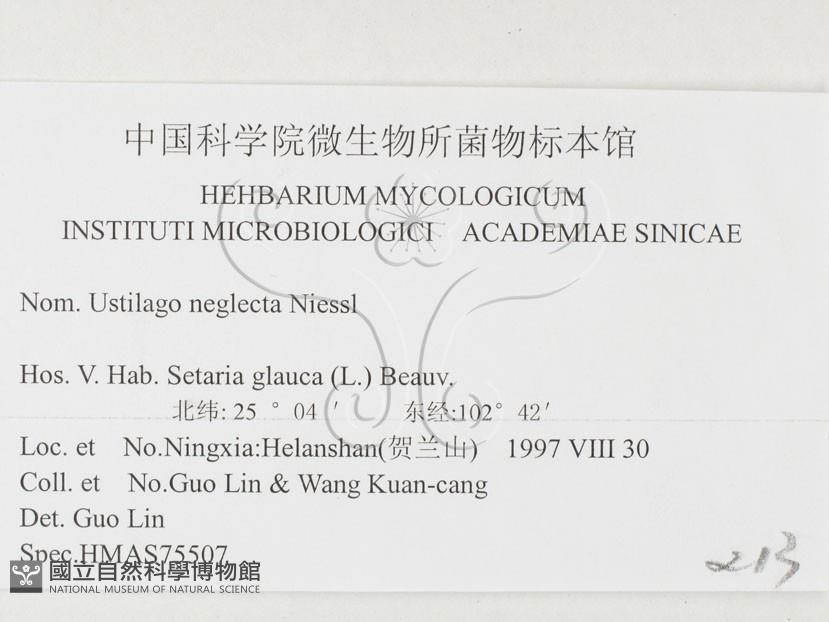 中国科学院微生物所菌物标本馆
HEHBARIUM MYCOLOGICUM
INSTITUTI MICROBIOLOGICI ACADEMIAE SINICAE
Nom. Ustilago neglecta Niessl
Hos. V. Hab. Setaria glauca (L.) Beauv.
北纬: 25 ° 04 ′ 东经:102° 42′
Loc. et No.Ningxia:Helanshan(贺兰山) 1997 VIII 30
Coll. et No.Guo Lin & Wang Kuan-cang
Det. Guo Lin
Spec.HMAS75507
213
國立自然科學博物館
NATIONAL MUSEUM OF NATURAL SCIENCE